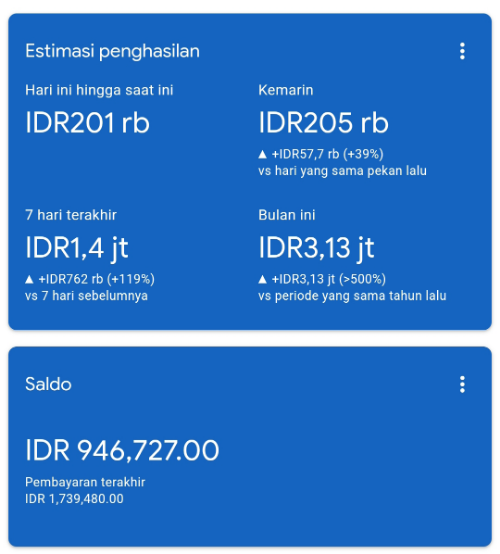 Estimasi penghasilan
Hari ini hingga saat ini
IDR201 rb
Kemarin
IDR205 rb
▲ +IDR57,7 rb (+39%)
vs hari yang sama pekan lalu
7 hari terakhir
IDR1,4 jt
▲ +IDR762 rb (+119%)
vs 7 hari sebelumnya
Bulan ini
IDR3,13 jt
▲ +IDR3,13 jt (>500%)
vs periode yang sama tahun lalu
Saldo
IDR 946,727.00
Pembayaran terakhir
IDR 1,739,480.00